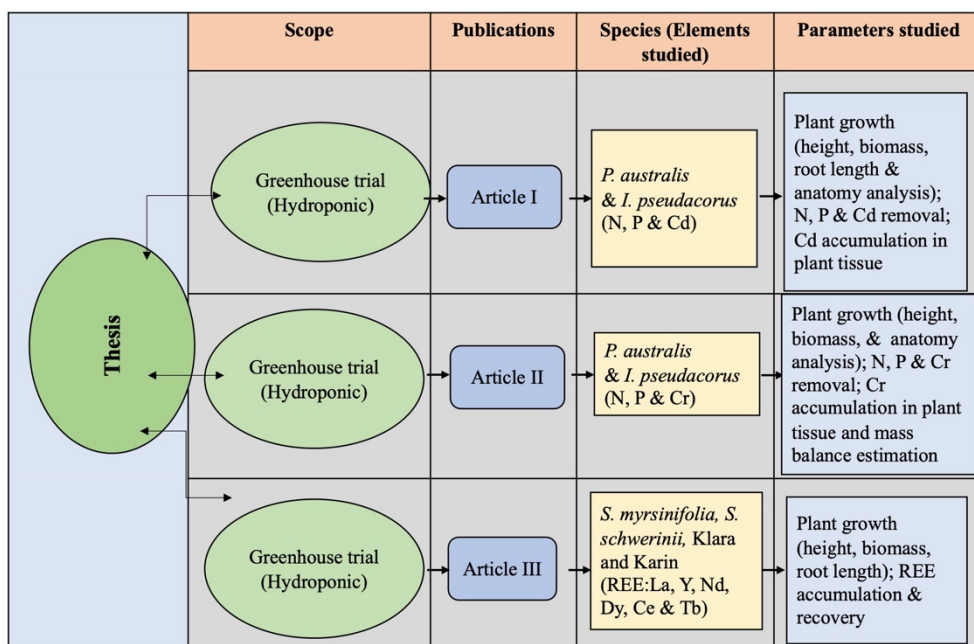 Scope
Publications
Species (Elements
studied)
Parameters studied
Thesis
Greenhouse trial
(Hydroponic)
Article I
P. australis
& I. pseudacorus
(N, P & Cd)
Plant growth
(height, biomass,
root length &
anatomy analysis);
N, P & Cd removal;
Cd accumulation in
plant tissue
Greenhouse trial
(Hydroponic)
Article II
P. australis
& I. pseudacorus
(N, P & Cr)
Plant growth (height,
biomass, & anatomy
analysis); N, P & Cr
removal; Cr
accumulation in plant
tissue and mass
balance estimation
Greenhouse trial
(Hydroponic)
Article III
S. myrsinifolia, S.
schwerinii, Klara
and Karin
(REE:La, Y, Nd,
Dy, Ce & Tb)
Plant growth
(height, biomass,
root length); REE
accumulation &
recovery